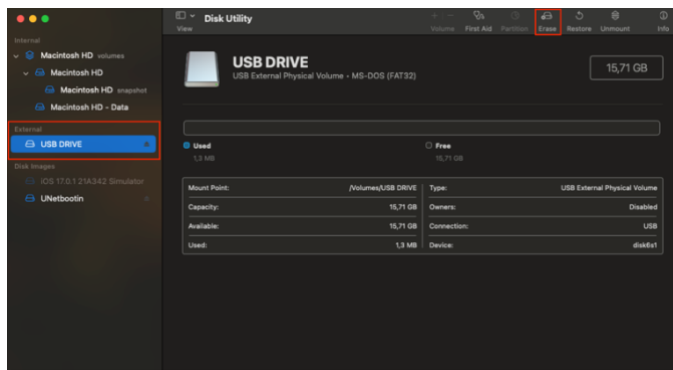 Disk Utility
View
Volume First Aid Partition Erase Restore Unmount Info
Internal
Macintosh HD volumes
Macintosh HD
Macintosh HD snapshot
Macintosh HD - Data
External
USB DRIVE
Disk Images
iOS 17.0.1 21A342 Simulator
UNetbootin
USB DRIVE
USB External Physical Volume - MS-DOS (FAT32)
15,71 GB
Used
1,3 MB
Free
15,71 GB
Mount Point: /Volumes/USB DRIVE
Capacity: 15,71 GB
Available: 15,71 GB
Used: 1,3 MB
Type: USB External Physical Volume
Owners: Disabled
Connection: USB
Device: disk6s1